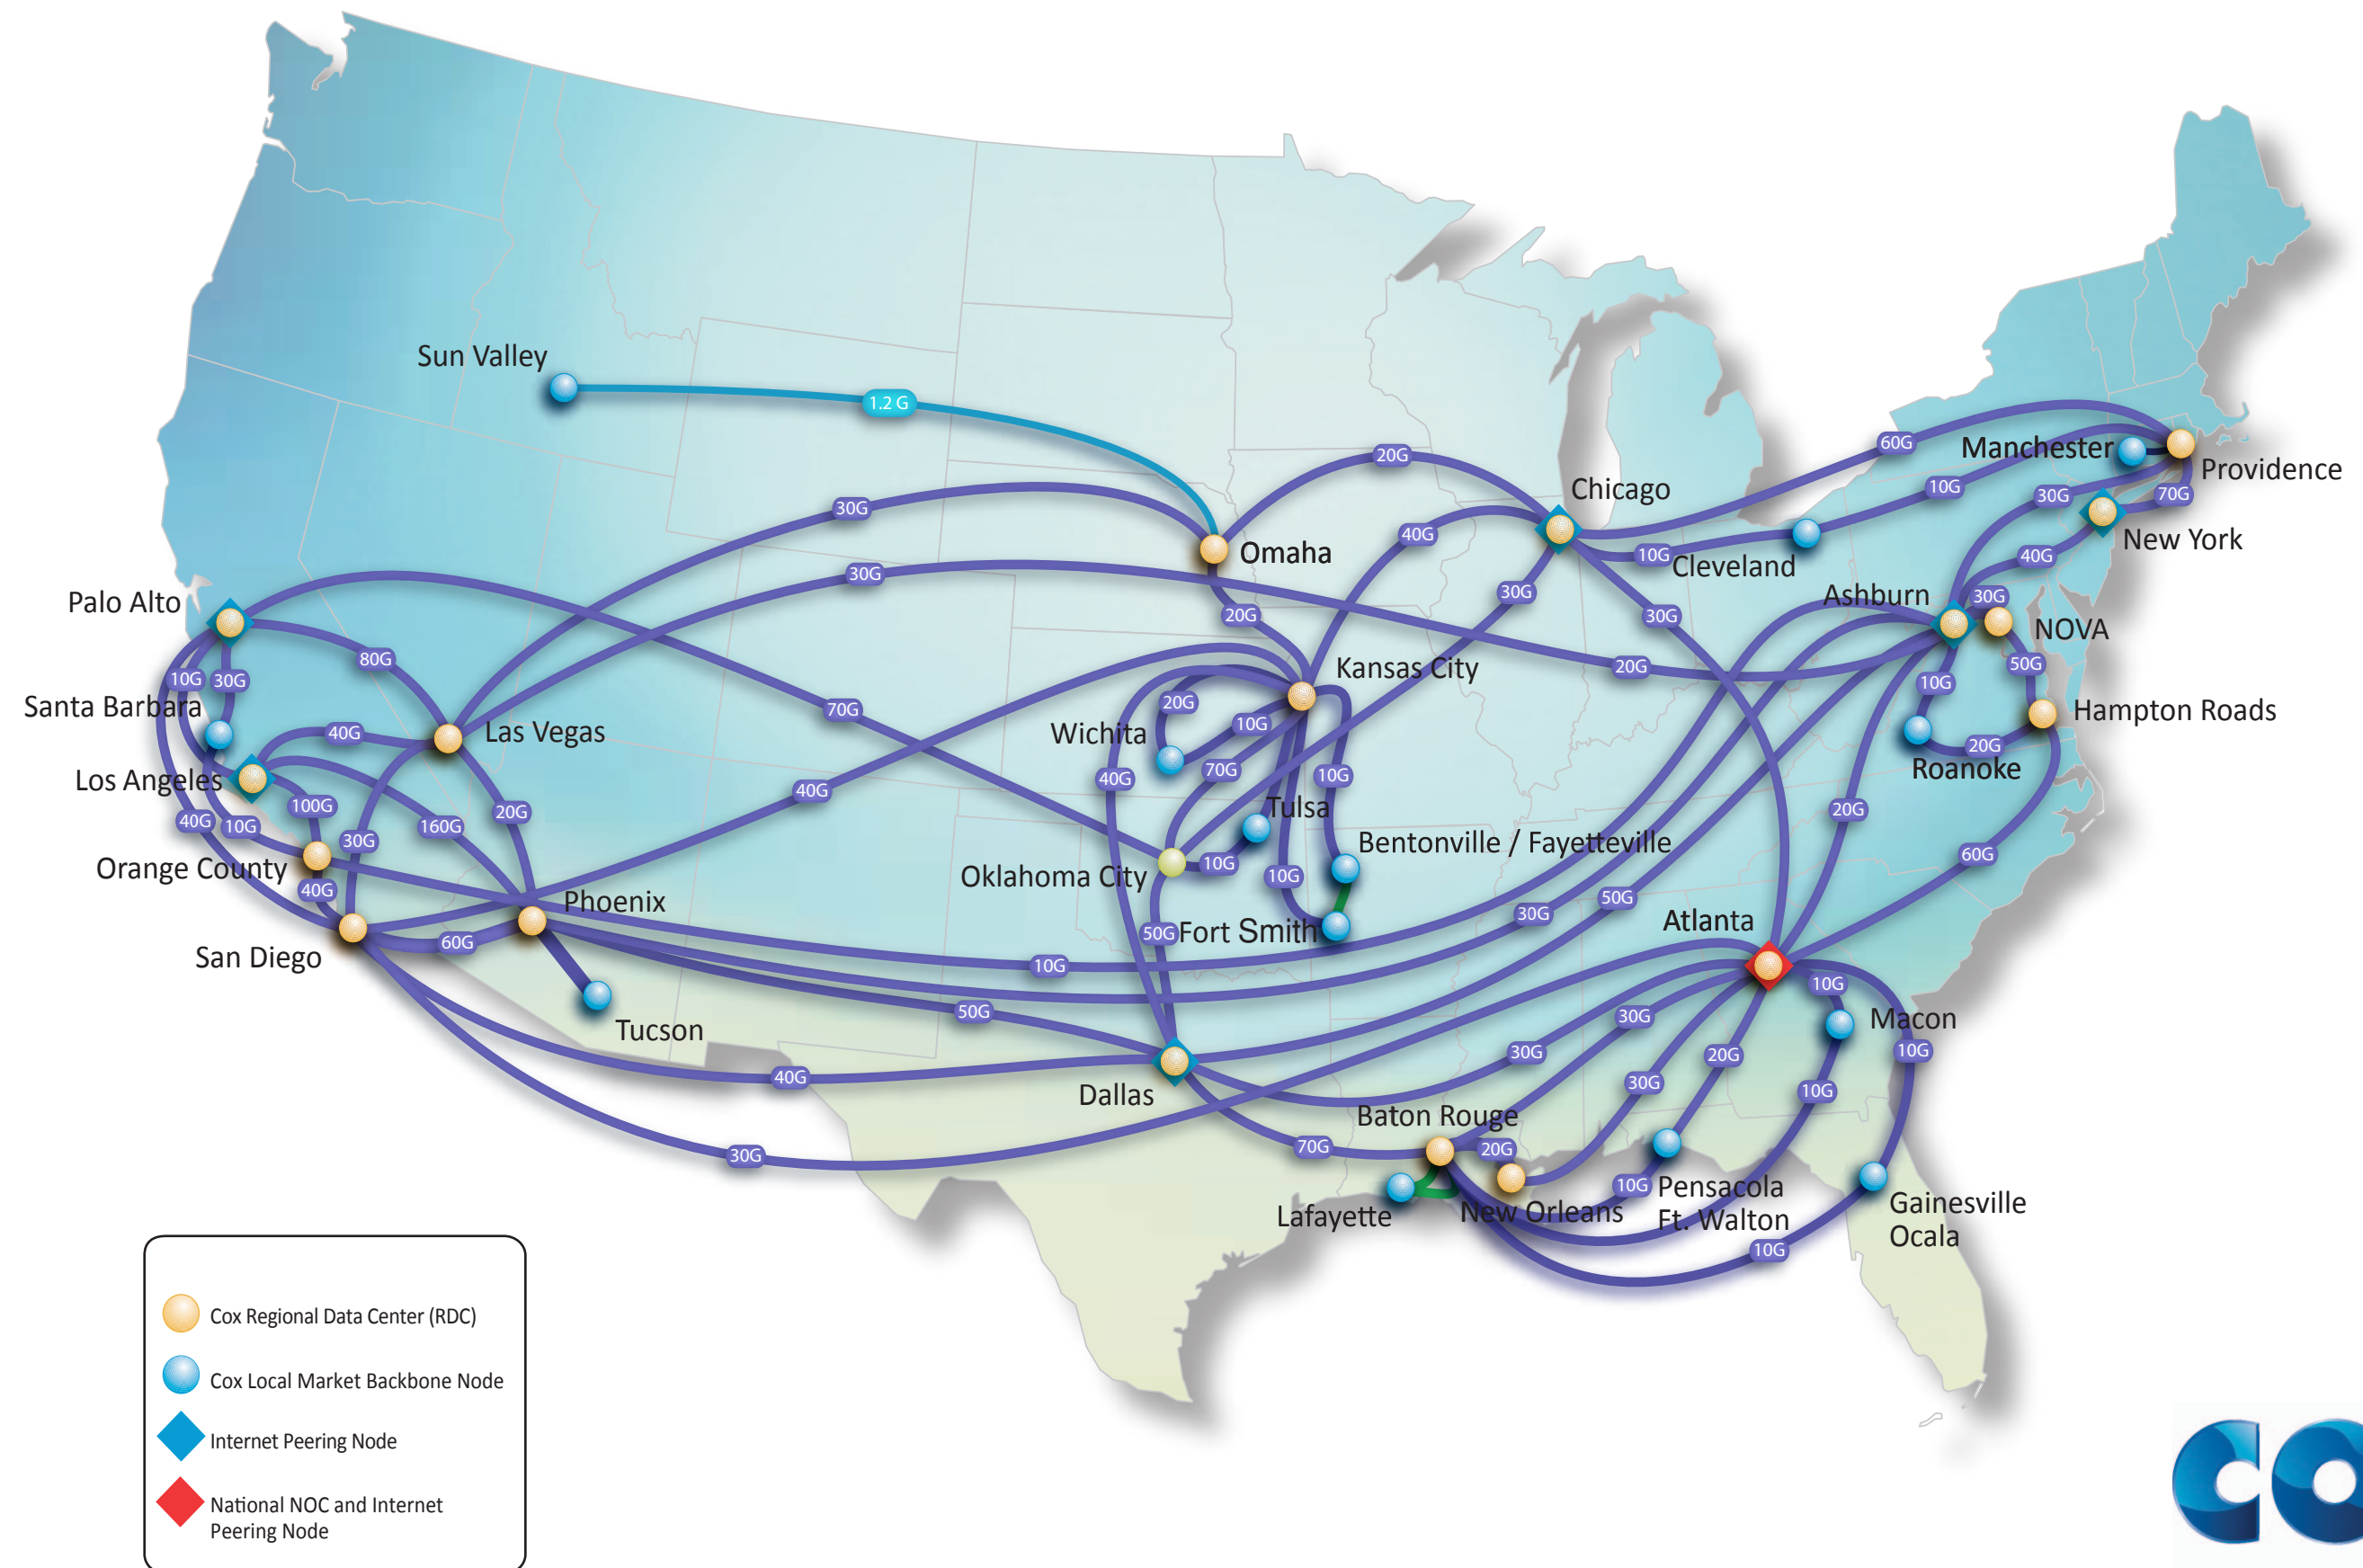 Sun Valley
1.2 G
20G
60G
Manchester
Providence
Chicago
10G
30G
70G
30G
40G
New York
Omaha
10G
Cleveland
40G
30G
30G
Ashburn
30G
Palo Alto
20G
30G
NOVA
80G
Kansas City
20G
50G
10G
30G
10G
Santa Barbara
20G
70G
Hampton Roads
Las Vegas
Wichita
10G
40G
20G
Roanoke
Los Angeles
70G
10G
40G
40G
100G
20G
Tulsa
20G
40G
10G
160G
30G
Bentonville / Fayetteville
60G
Orange County
Oklahoma City
10G
10G
40G
50G
Phoenix
30G
Atlanta
50G
Fort Smith
60G
San Diego
10G
10G
50G
30G
Macon
Tucson
30G
20G
10G
40G
30G
10G
Dallas
Baton Rouge
70G
20G
30G
10G
Pensacola
Ft. Walton
Lafayette
New Orleans
Gainesville
Ocala
10G
Cox Regional Data Center (RDC)
Cox Local Market Backbone Node
Internet Peering Node
National NOC and Internet
Peering Node